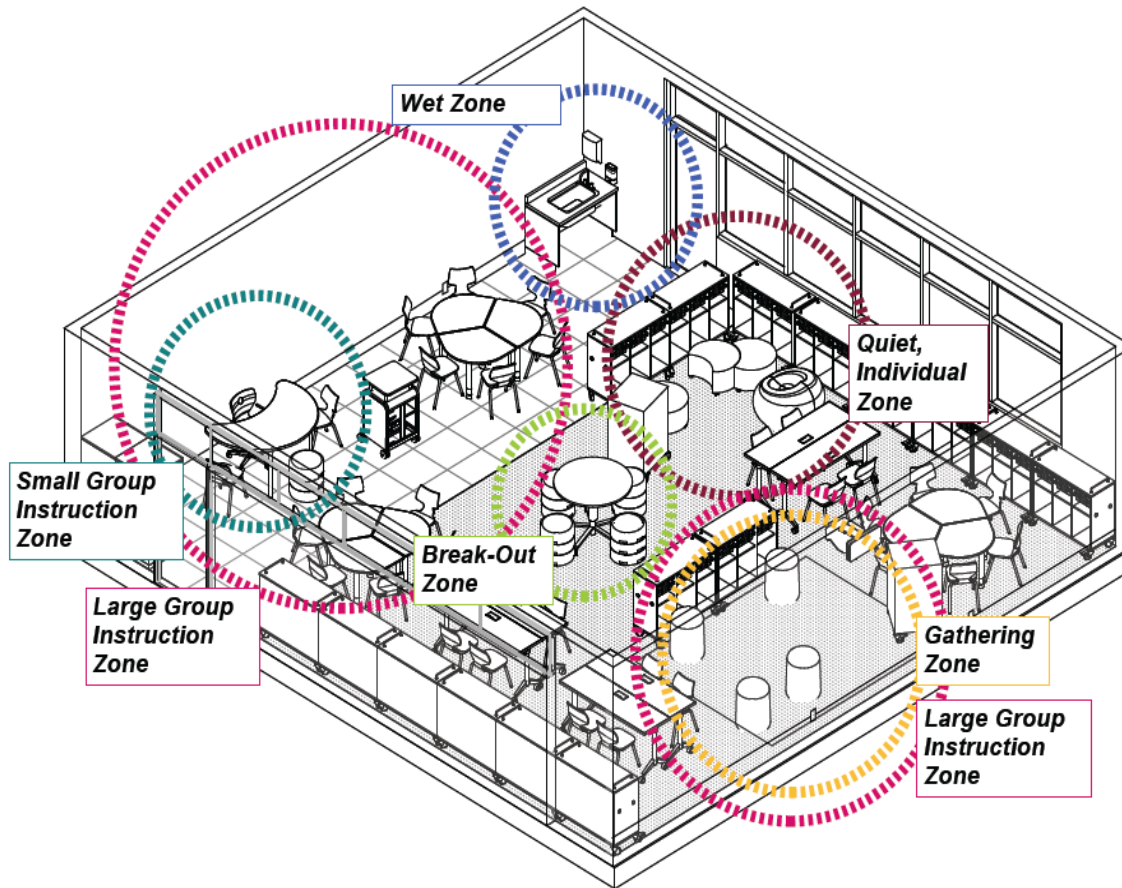 Wet Zone
Quiet,
Individual
Zone
Small Group
Instruction
Zone
Break-Out
Zone
Large Group
Instruction
Zone
Gathering
Zone
Large Group
Instruction
Zone